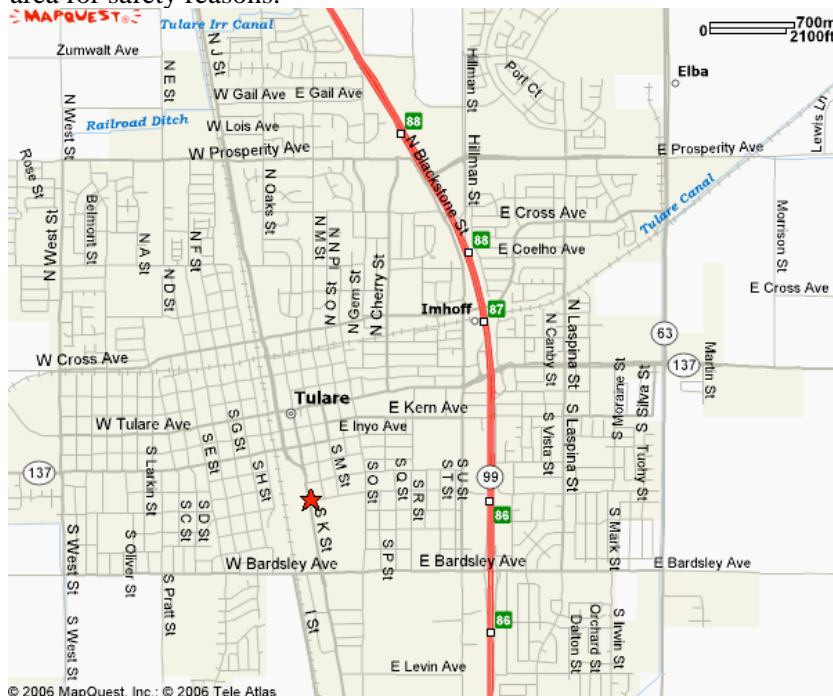 area for safety reasons.
MAPQUEST
Tulare Irr Canal
700m
2100ft
0
Zumwalt Ave
N J St
N E St
Hillman St
Port Ct
Elba
W Gail Ave
E Gail Ave
Lewis Ln
Railroad Ditch
W Lois Ave
88
N West St
W Prosperity Ave
N Blackstone St
Hillman St
E Prosperity Ave
Rose St
Belmont St
N Oaks St
Tulare Canal
N West St
N A St
N F St
N D St
N M St
N N St
N O St
N Gem St
N Cherry St
E Cross Ave
Morrison St
88
E Coelho Ave
E Cross Ave
Imhoff
87
N Canby St
N Laspina St
63
W Cross Ave
137
Martin St
Tulare
E Kern Ave
Morane St
W Tulare Ave
E Inyo Ave
S G St
S E St
S H St
S M St
S Vista St
S Laspina St
Tuohy St
137
S Larkin St
S O St
S Q St
S R St
S T St
S U St
99
S C St
S D St
S K St
86
S West St
S Oliver St
S P St
S Mark St
W Bardsley Ave
E Bardsley Ave
E Bardsley Ave
S Pratt St
I St
S West St
86
Dalton St
Orchard St
S Irwin St
E Levin Ave
© 2006 MapQuest, Inc.; © 2006 Tele Atlas